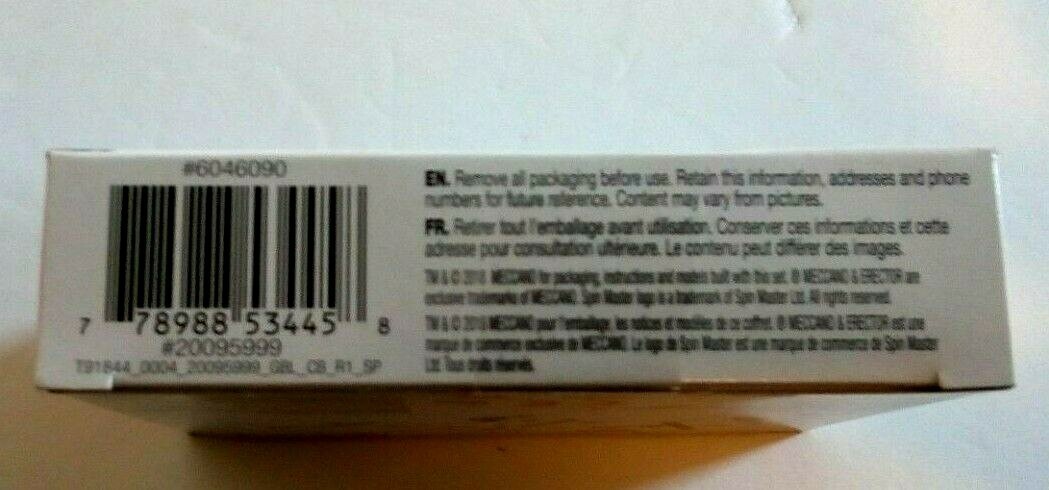 #6046090
7 78988 53445 8
#20095999
T91844_0004_20095999_GBL_CB_R1_SP
EN. Remove all packaging before use. Retain this information, addresses and phone
numbers for future reference. Content may vary from pictures.
FR. Retirer tout l'emballage avant utilisation. Conserver ces informations et cette
adresse pour consultation ultérieure. Le contenu peut différer des images.
TM & © 2018 MECCANO for packaging, instructions and models built with this set. ® MECCANO & ERECTOR are
exclusive trademarks of MECCANO. Spin Master logo is a trademark of Spin Master Ltd. All rights reserved.
TM & © 2018 MECCANO pour l'emballage, les notices et modèles de ce coffret. ® MECCANO & ERECTOR est une
marque de commerce exclusive de MECCANO. Le logo de Spin Master est une marque de commerce de Spin Master
Ltd. Tous droits réservés.